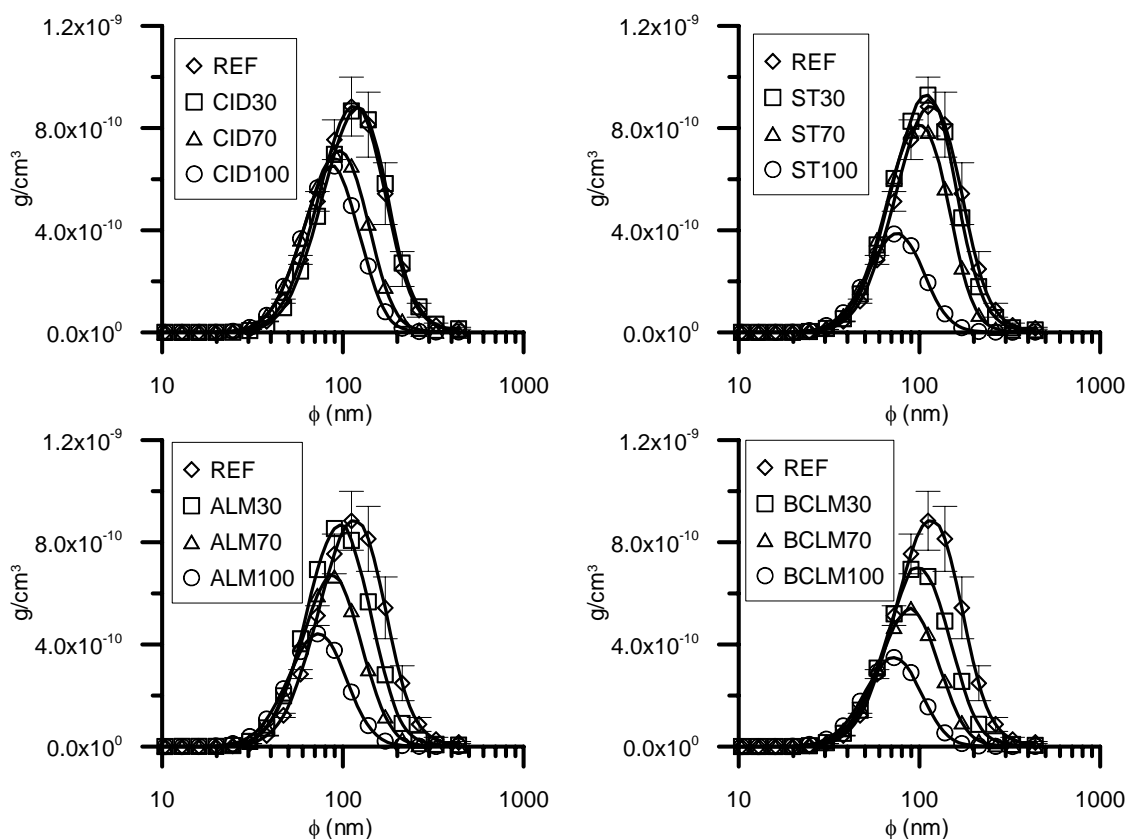 1.2x10⁻⁹
8.0x10⁻¹⁰
4.0x10⁻¹⁰
0.0x10⁰
g/cm³
REF
CID30
CID70
CID100
10 100 1000
ϕ (nm)
1.2x10⁻⁹
8.0x10⁻¹⁰
4.0x10⁻¹⁰
0.0x10⁰
g/cm³
REF
ST30
ST70
ST100
10 100 1000
ϕ (nm)
1.2x10⁻⁹
8.0x10⁻¹⁰
4.0x10⁻¹⁰
0.0x10⁰
g/cm³
REF
ALM30
ALM70
ALM100
10 100 1000
ϕ (nm)
1.2x10⁻⁹
8.0x10⁻¹⁰
4.0x10⁻¹⁰
0.0x10⁰
g/cm³
REF
BCLM30
BCLM70
BCLM100
10 100 1000
ϕ (nm)